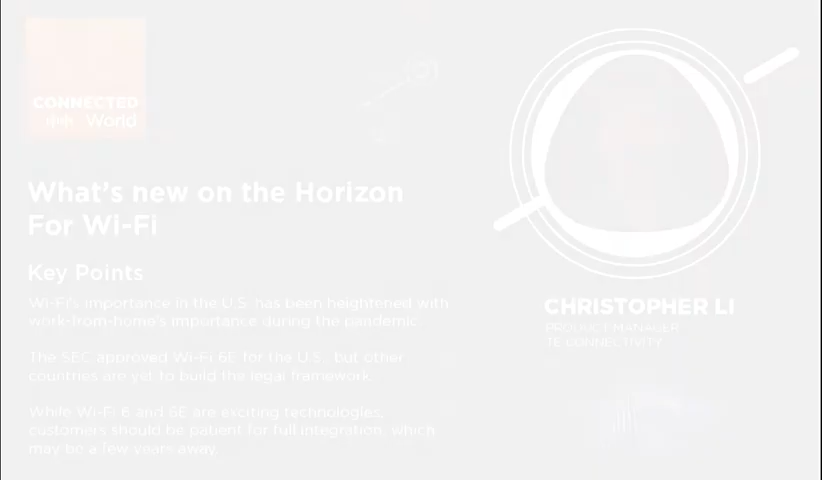 CONNECTED
World
What's new on the Horizon
For Wi-Fi
Key Points
Wi-Fi's importance in the U.S. has been heightened with
work-from-home's importance during the pandemic.
The SEC approved Wi-Fi 6E for the U.S., but other
countries are yet to build the legal framework.
While Wi-Fi 6 and 6E are exciting technologies,
customers should be patient for full integration, which
may be a few years away.
CHRISTOPHER LI
PRODUCT MANAGER
TE CONNECTIVITY